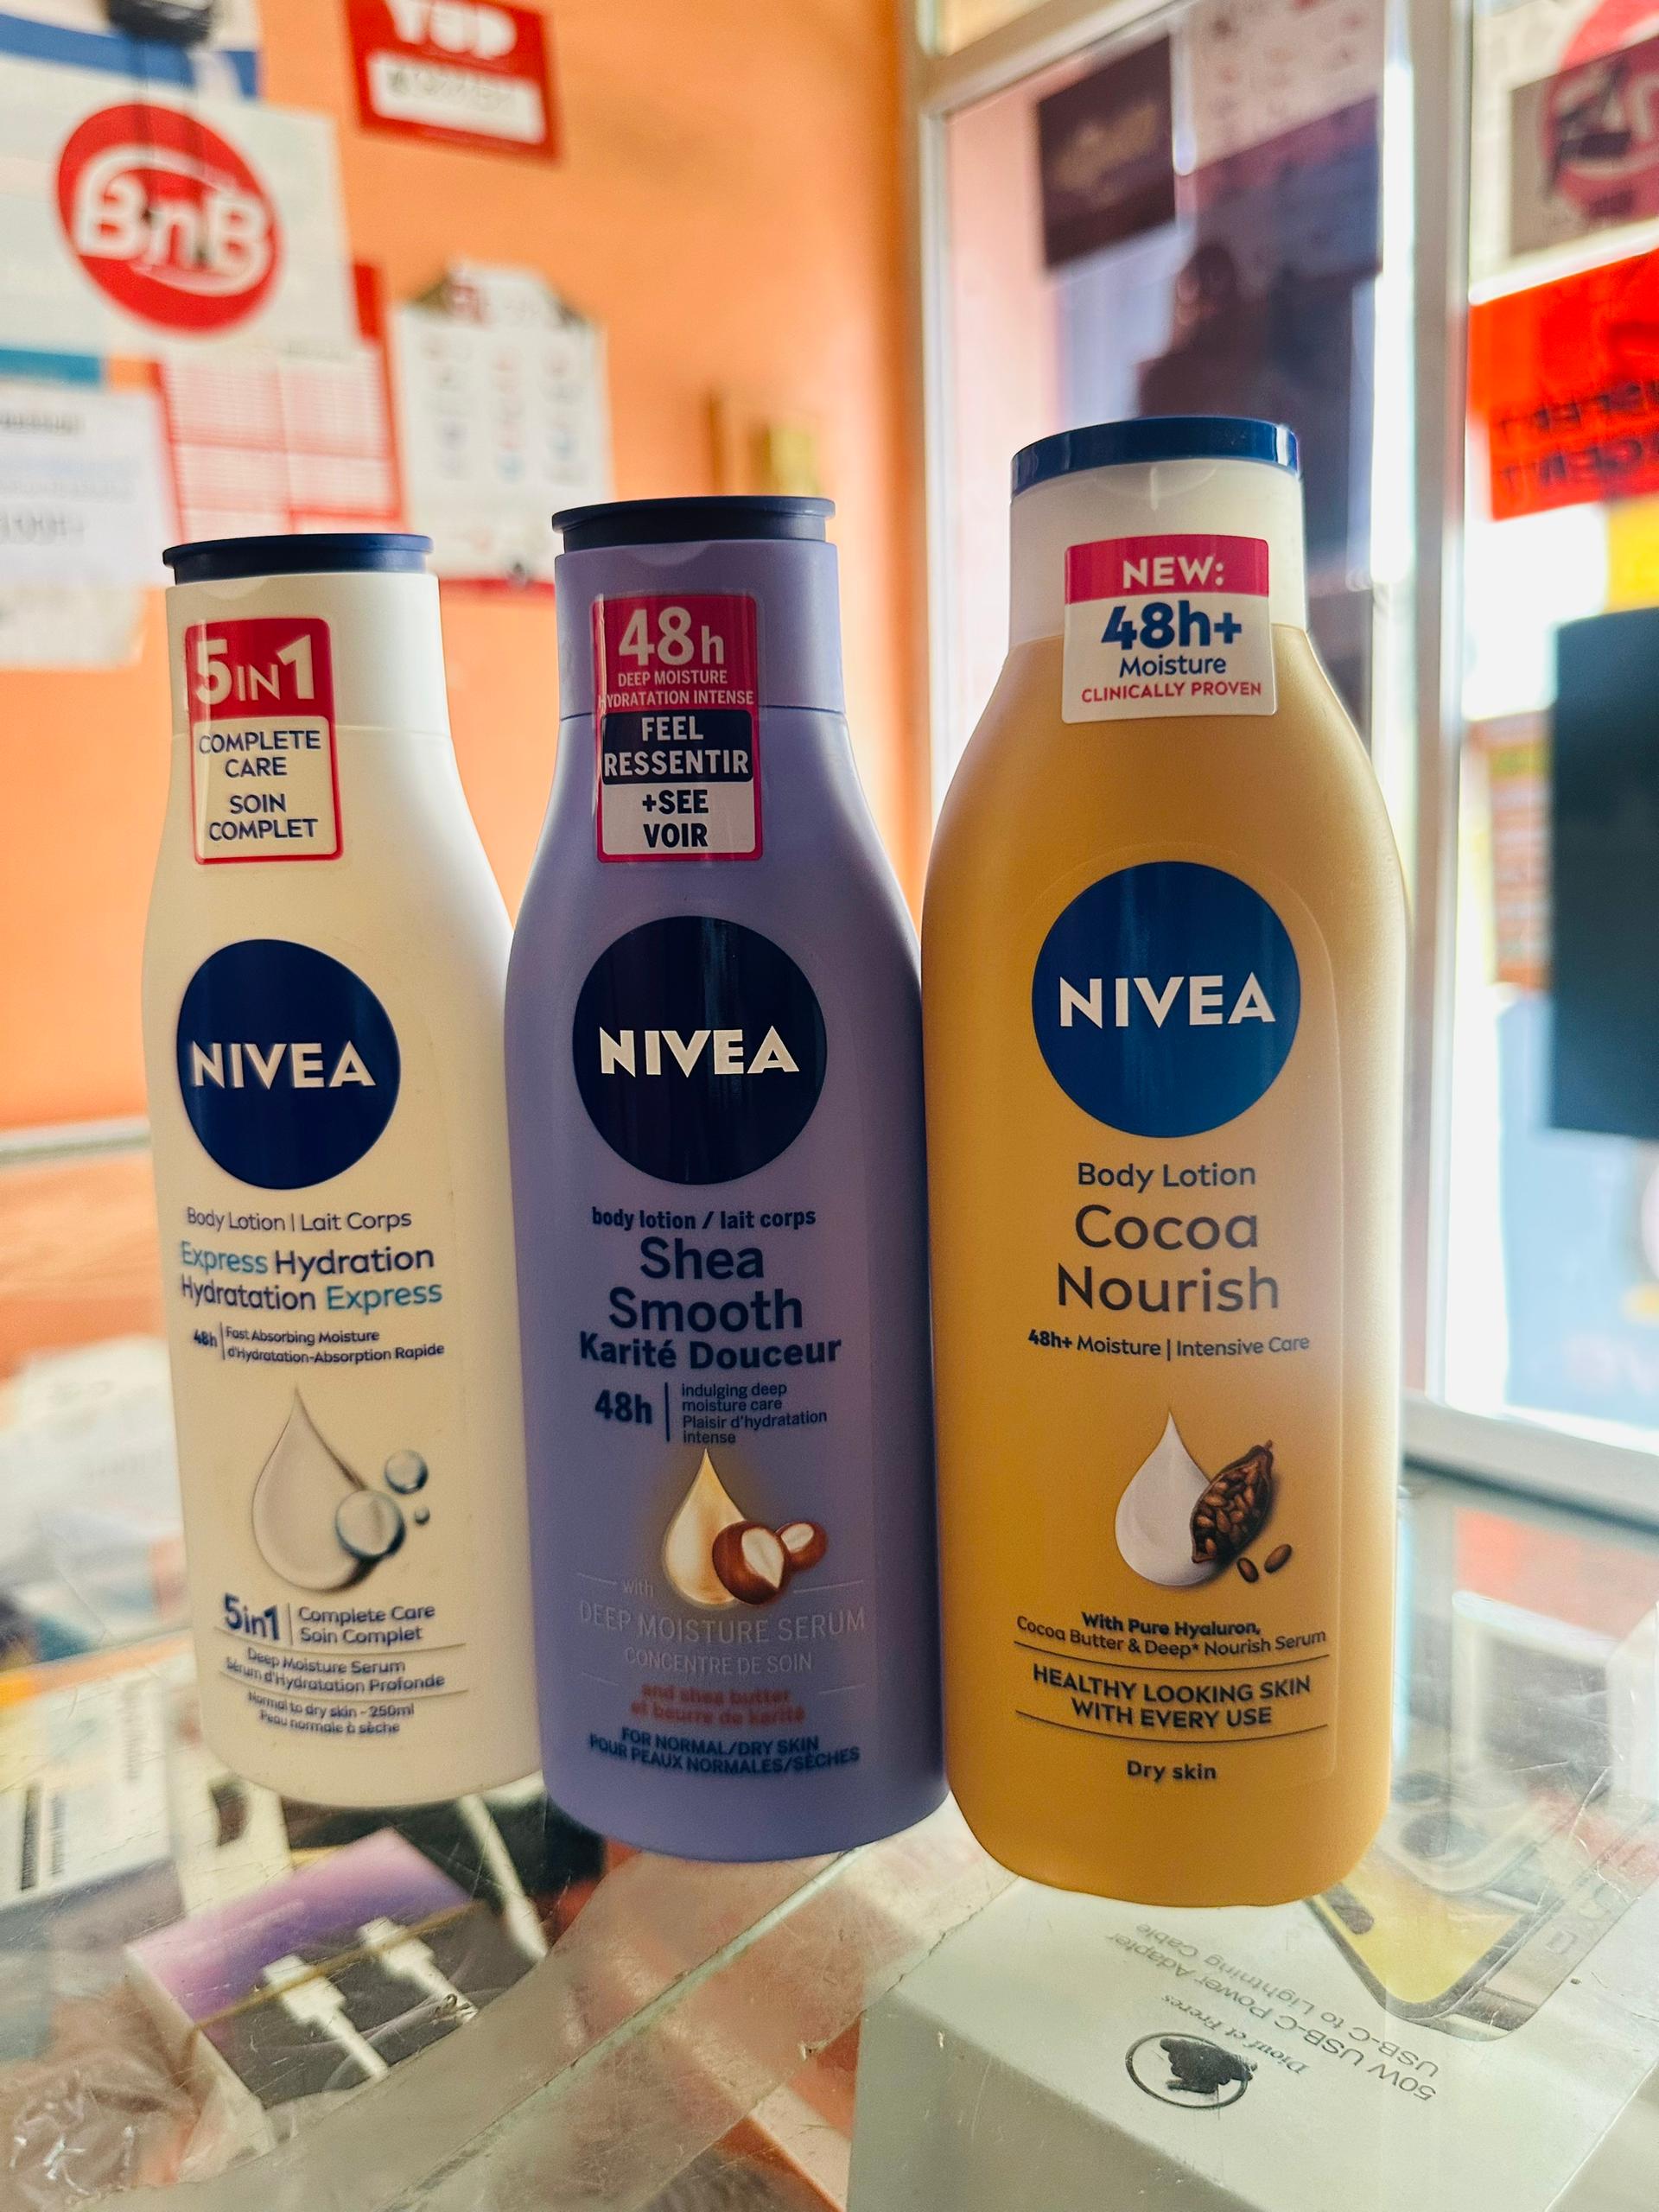 BnB
5IN1
COMPLETE
CARE
SOIN
COMPLET
NIVEA
Body Lotion | Lait Corps
Express Hydration
Hydratation Express
48h | Fast Absorbing Moisture
d'Hydratation-Absorption Rapide
5in1 | Complete Care
Soin Complet
Deep Moisture Serum
Sérum d'Hydratation Profonde
Normal to dry skin - 250ml
Peau normale à sèche
48h
DEEP MOISTURE
HYDRATATION INTENSE
FEEL
RESSENTIR
+SEE
VOIR
NIVEA
body lotion / lait corps
Shea
Smooth
Karité Douceur
48h | indulging deep
moisture care
Plaisir d'hydratation
intense
with
DEEP MOISTURE SERUM
CONCENTRE DE SOIN
and shea butter
et beurre de karité
FOR NORMAL/DRY SKIN
POUR PEAUX NORMALES/SÈCHES
NEW:
48h+
Moisture
CLINICALLY PROVEN
NIVEA
Body Lotion
Cocoa
Nourish
48h+ Moisture | Intensive Care
With Pure Hyaluron,
Cocoa Butter & Deep* Nourish Serum
HEALTHY LOOKING SKIN
WITH EVERY USE
Dry skin
Diouf et Freres
50W USB-C Power Adapter
USB-C to Lightning Cable